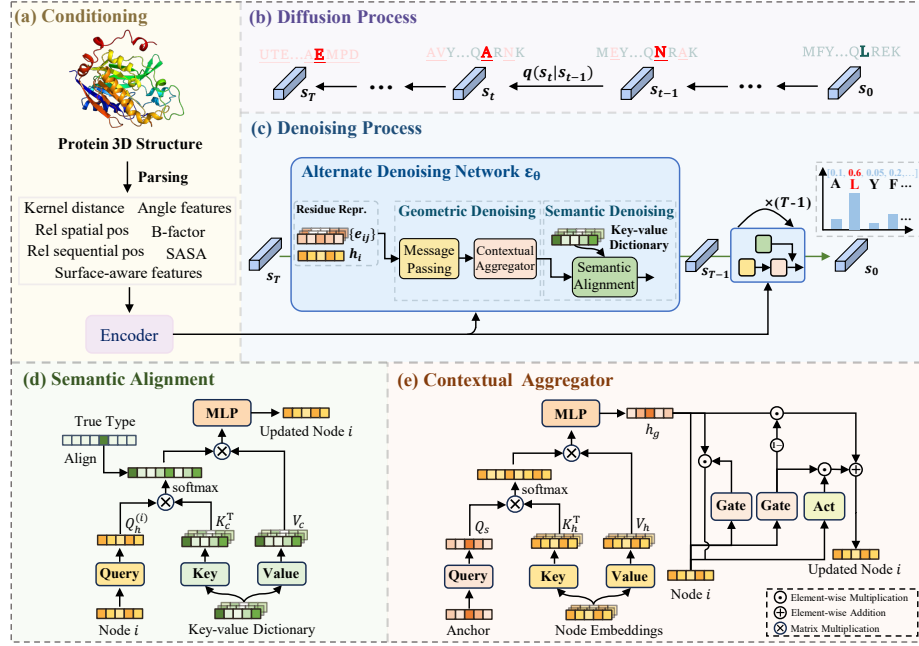 (a) Conditioning
Protein 3D Structure
Parsing
Kernel distance Angle features
Rel spatial pos B-factor
Rel sequential pos SASA
Surface-aware features
Encoder
(b) Diffusion Process
UTE...AEMPD AVY...QARNK MEY...QNRAK MFY...QLREK
q(s_t|s_{t-1})
s_T ... s_t s_{t-1} ... s_0
(c) Denoising Process
Alternate Denoising Network ε_θ
Residue Repr. Geometric Denoising Semantic Denoising
{e_{ij}}
h_i
Key-value
Dictionary
Message
Passing
Contextual
Aggregator
Semantic
Alignment
s_T
s_{T-1}
×(T-1)
[0.1, 0.6, 0.05, 0.2, ...]
A L Y F...
...
s_0
(d) Semantic Alignment
MLP
Updated Node i
True Type
Align
softmax
Q_h^{(i)} K_c^T V_c
Query Key Value
Node i Key-value Dictionary
(e) Contextual Aggregator
MLP
h_g
softmax
1−
Q_s K_h^T V_h
Query Key Value
Anchor Node Embeddings
Gate Gate Act
Node i
Updated Node i
Element-wise Multiplication
Element-wise Addition
Matrix Multiplication